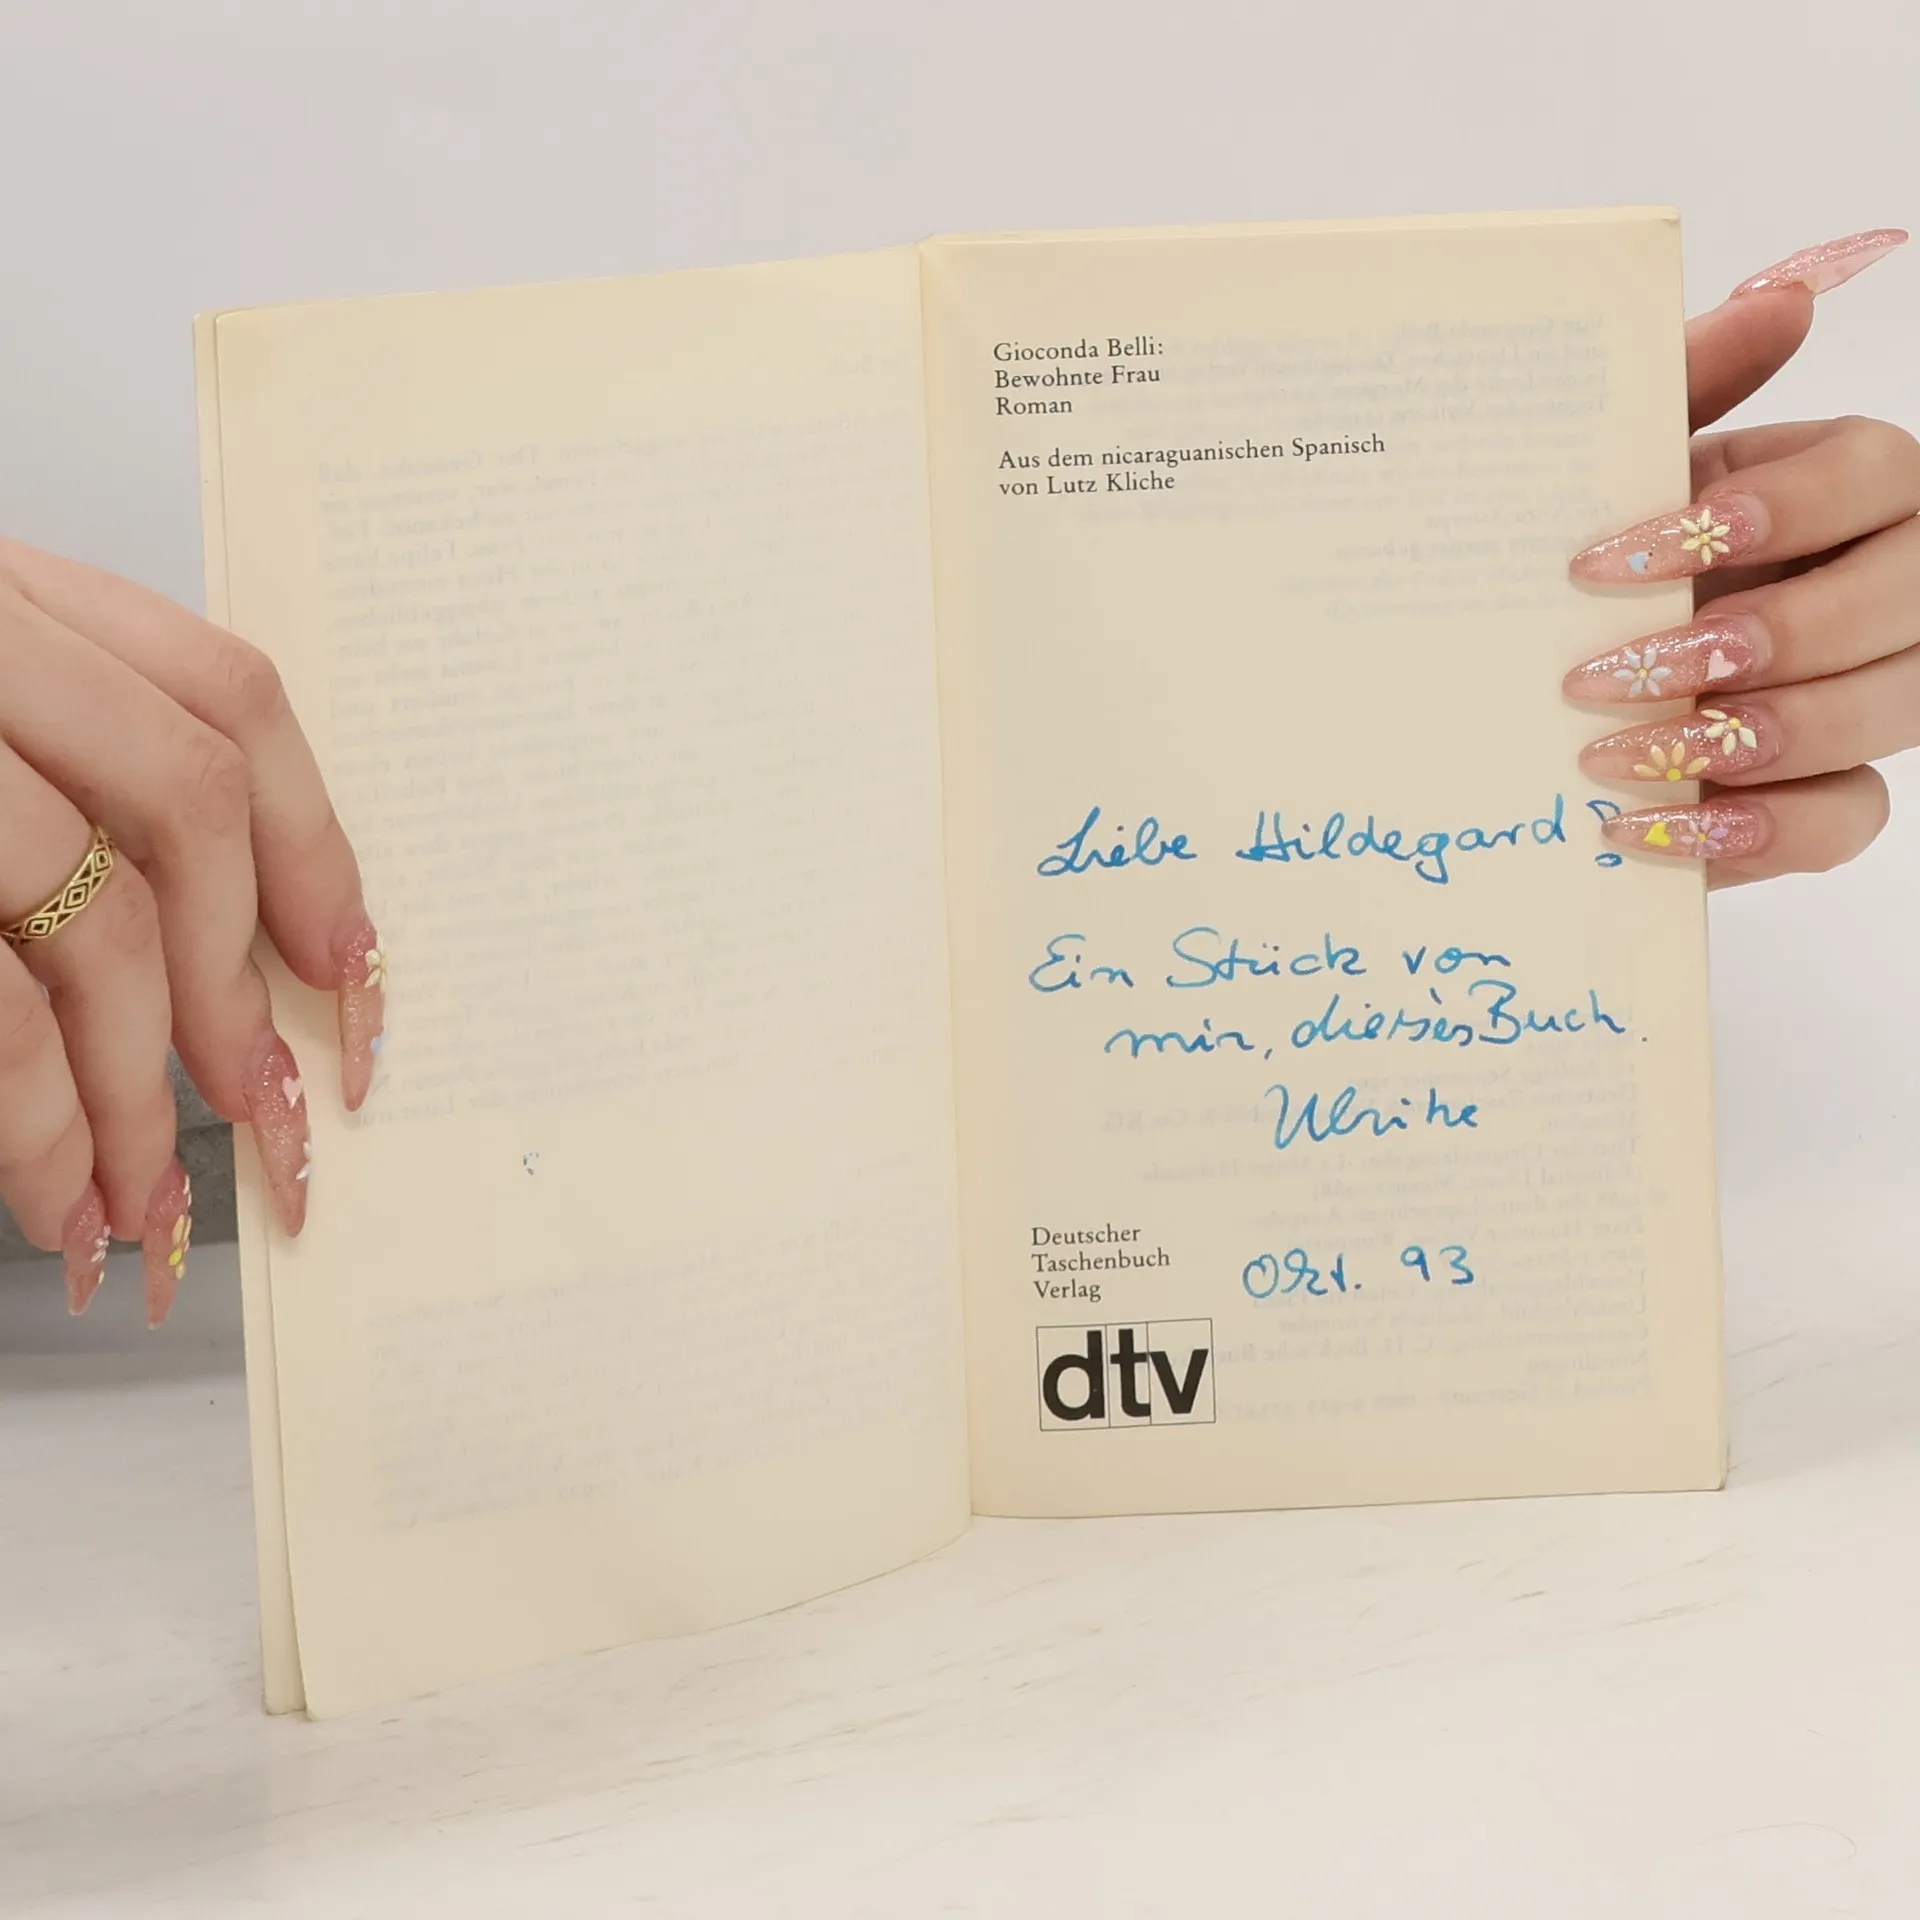 Gioconda Belli:
Bewohnte Frau
Roman
Aus dem nicaraguanischen Spanisch
von Lutz Kliche
Liebe Hildegard!
Ein Stück von
mir, dieses Buch.
Ulrike
Okt. 93
Deutscher
Taschenbuch
Verlag
dtv